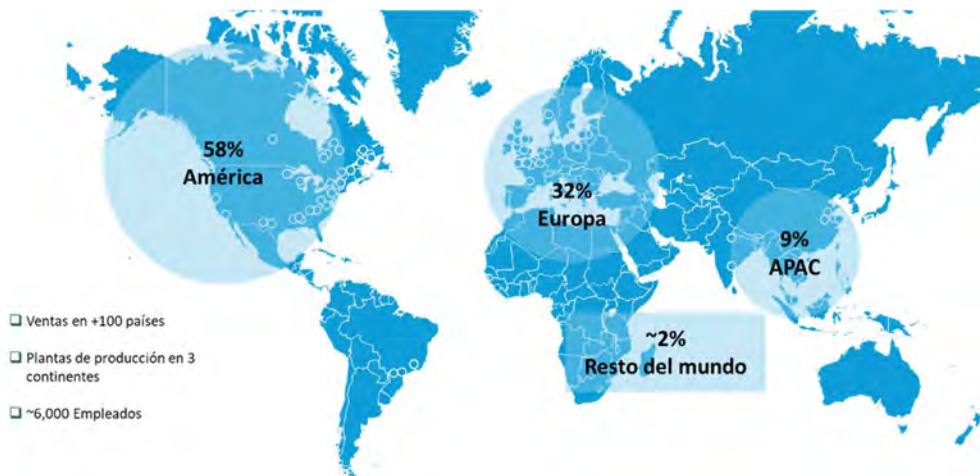 58%
América
32%
Europa
9%
APAC
~2%
Resto del mundo
Ventas en +100 países
Plantas de producción en 3
continentes
~6,000 Empleados